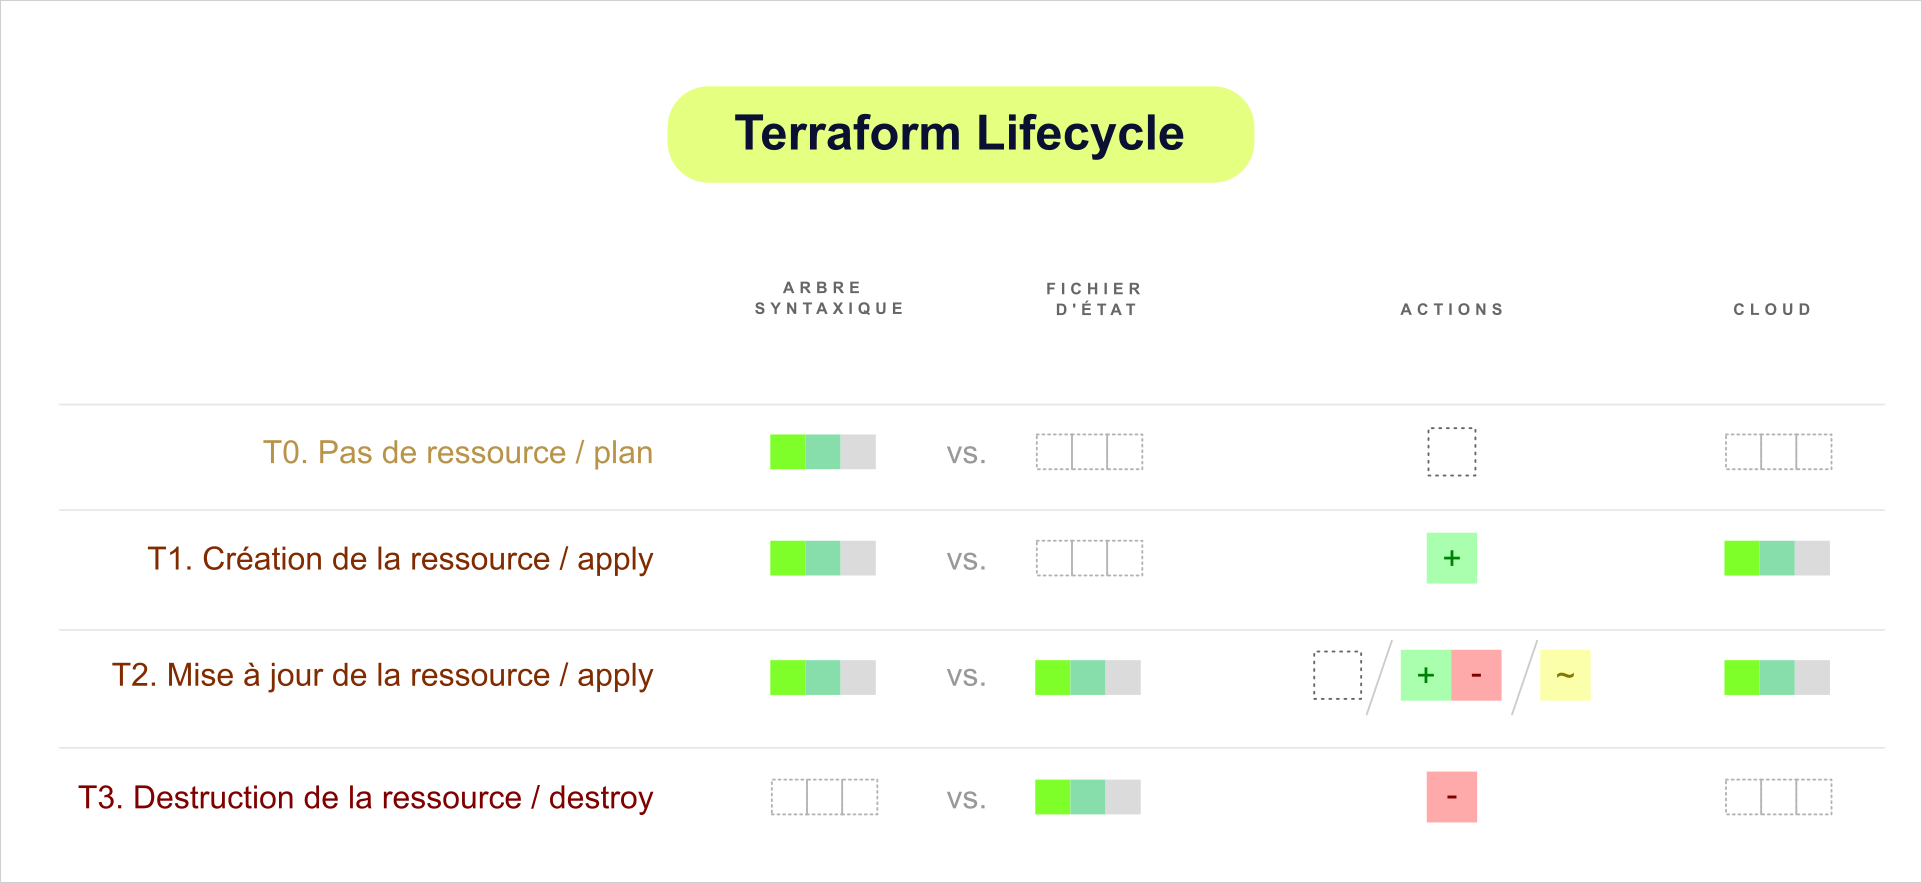 Terraform Lifecycle
ARBRE
SYNTAXIQUE
FICHIER
D'ÉTAT
ACTIONS
CLOUD
T0. Pas de ressource / plan
vs.
T1. Création de la ressource / apply
vs.
+
T2. Mise à jour de la ressource / apply
vs.
+ - ~
T3. Destruction de la ressource / destroy
vs.
-